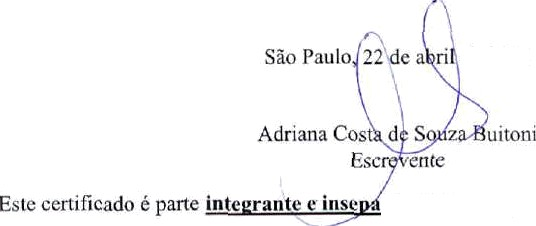 São Paulo, 22 de abril
Adriana Costa de Souza Buitoni
Escrevente
Este certificado é parte integrante e insepa